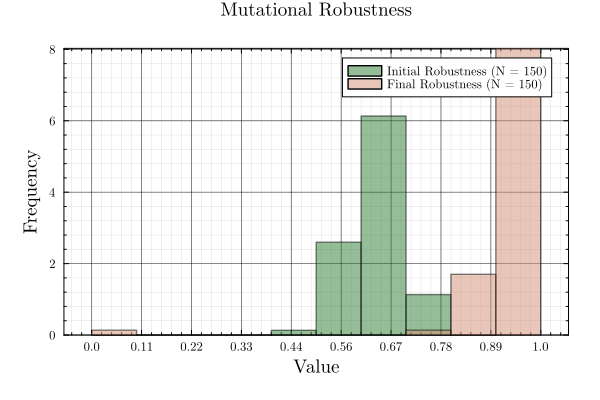 Mutational Robustness
Initial Robustness (N = 150)
Final Robustness (N = 150)
Frequency
8
6
4
2
0
0.0 0.11 0.22 0.33 0.44 0.56 0.67 0.78 0.89 1.0
Value